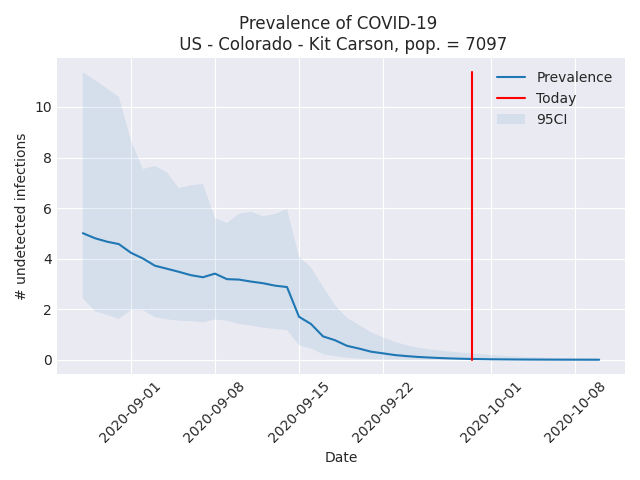 Prevalence of COVID-19
US - Colorado - Kit Carson, pop. = 7097
Prevalence
Today
95CI
# undetected infections
10
8
6
4
2
0
2020-09-01
2020-09-08
2020-09-15
2020-09-22
2020-10-01
2020-10-08
Date